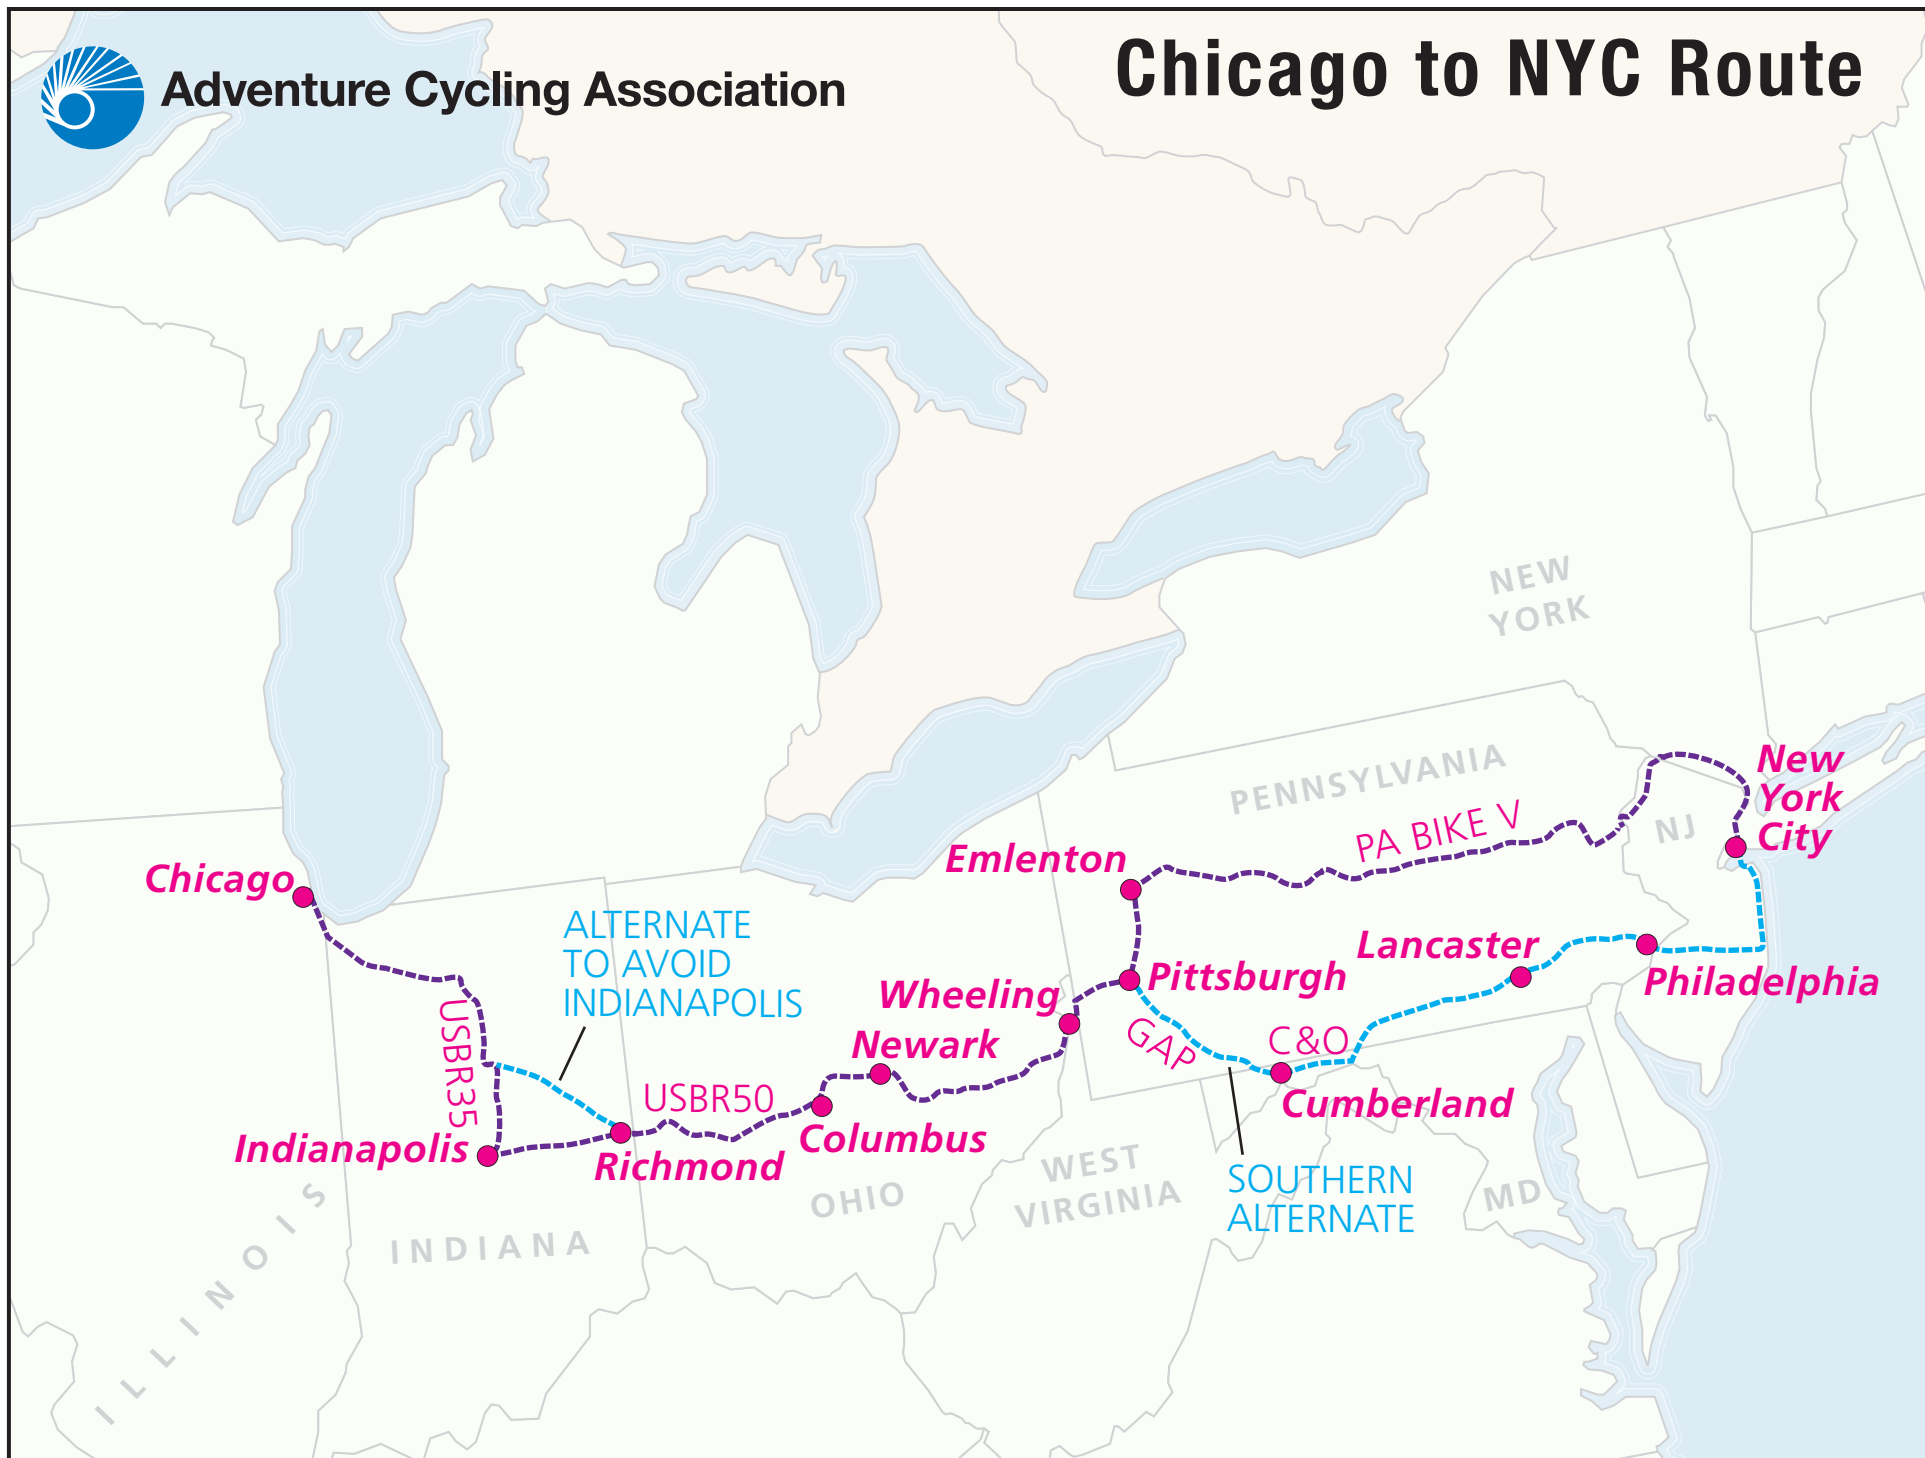 Adventure Cycling Association
Chicago to NYC Route
NEW
YORK
PENNSYLVANIA
New
York
City
NJ
PA BIKE V
Emlenton
Chicago
ALTERNATE
TO AVOID
INDIANAPOLIS
Lancaster
Pittsburgh
Philadelphia
Wheeling
Newark
USBR35
GAP
C&O
USBR50
Cumberland
Columbus
Indianapolis
Richmond
WEST
VIRGINIA
SOUTHERN
ALTERNATE
MD
OHIO
INDIANA
ILLINOIS